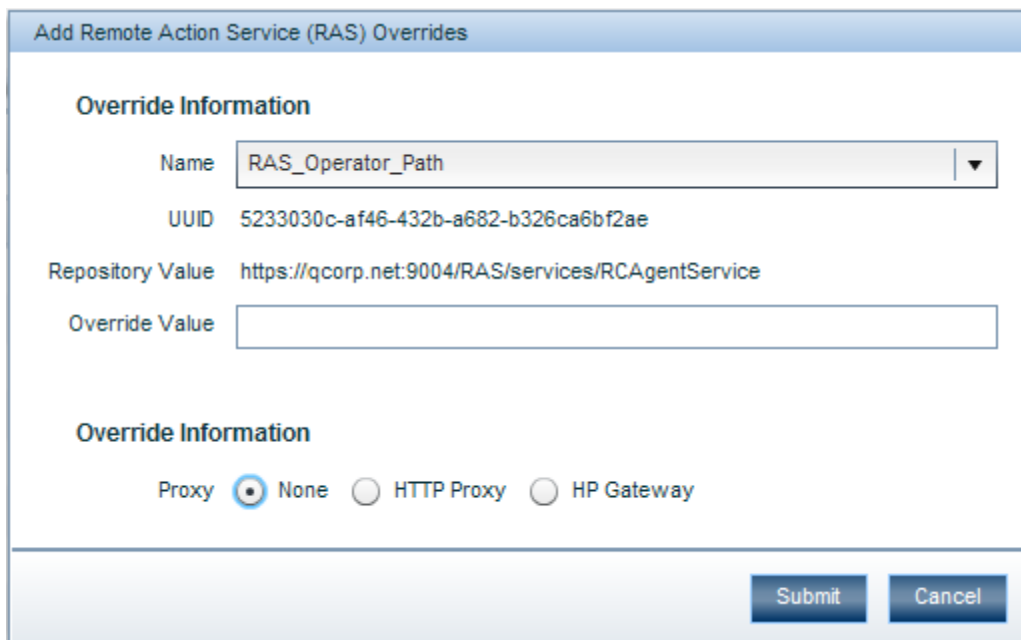 Add Remote Action Service (RAS) Overrides
Override Information
Name RAS_Operator_Path
UUID 5233030c-af46-432b-a682-b326ca6bf2ae
Repository Value https://qcorp.net:9004/RAS/services/RCAgentService
Override Value
Override Information
Proxy None HTTP Proxy HP Gateway
Submit Cancel